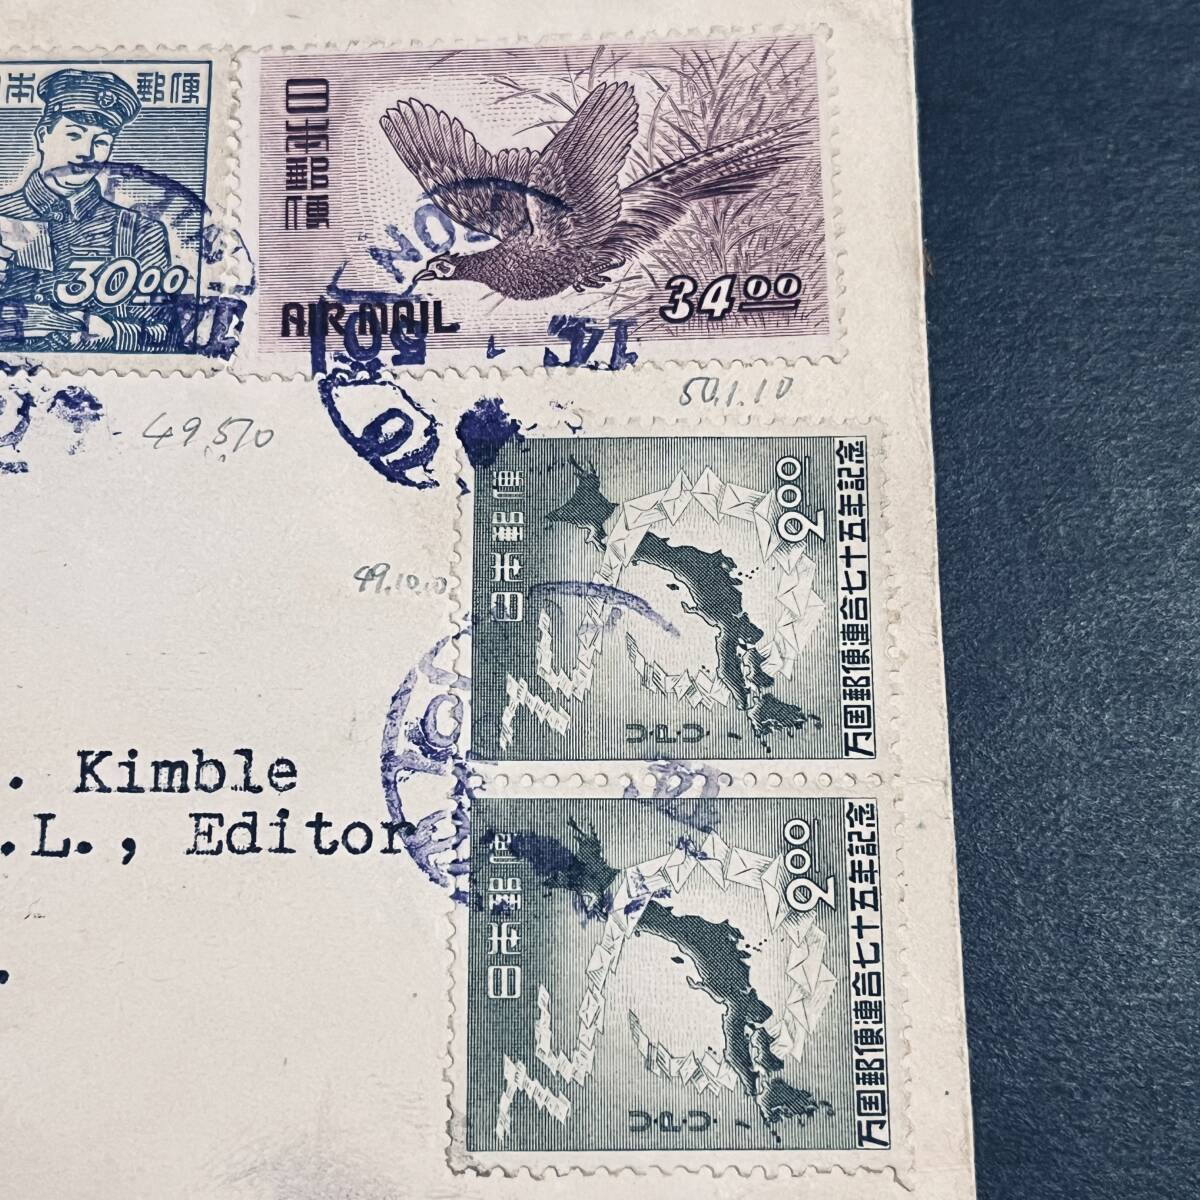 本郵便
30.00
日本郵便
AIR MAIL
34.00
50.1.10
49.5.10
49.10.10
日本郵便
2.00
万国郵便連合七十五年記念
75
U.P.U.
日本郵便
2.00
万国郵便連合七十五年記念
75
U.P.U.
. Kimble
.L., Editor
.